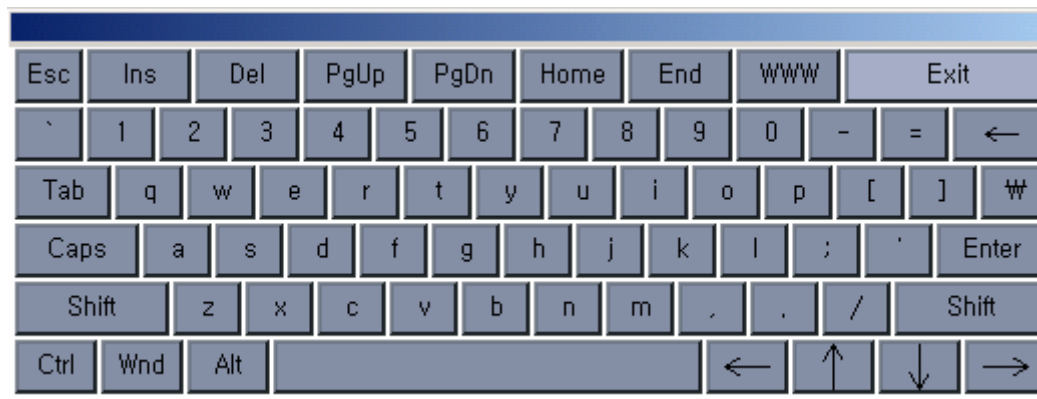 Esc Ins Del PgUp PgDn Home End WWW Exit
` 1 2 3 4 5 6 7 8 9 0 - = ←
Tab q w e r t y u i o p [ ] ₩
Caps a s d f g h j k l ; ' Enter
Shift z x c v b n m , . / Shift
Ctrl Wnd Alt ← ↑ ↓ →